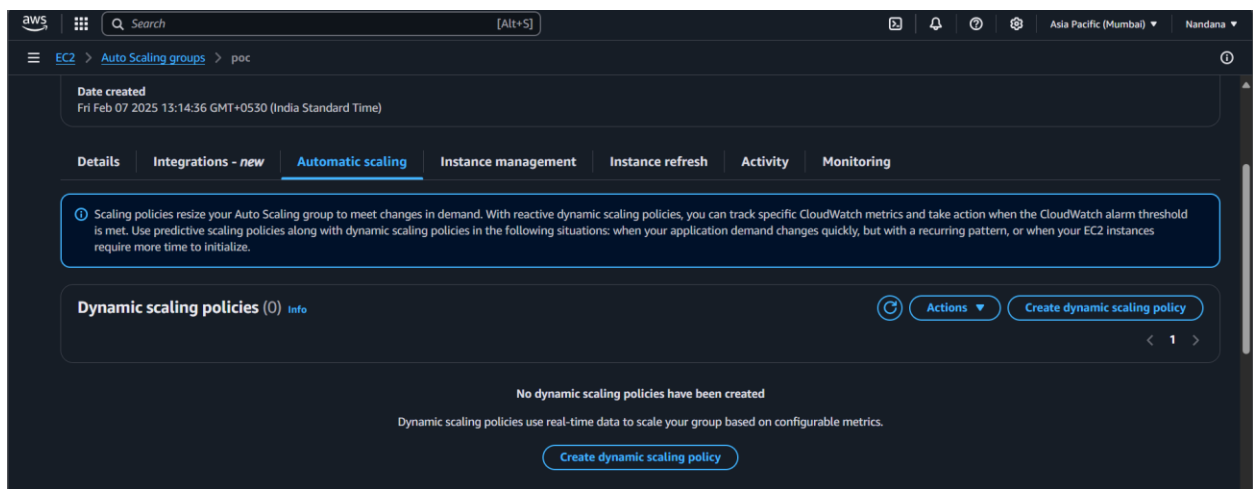 aws Search [Alt+S] Asia Pacific (Mumbai) Nandana
EC2 > Auto Scaling groups > poc
Date created
Fri Feb 07 2025 13:14:36 GMT+0530 (India Standard Time)
Details Integrations - new Automatic scaling Instance management Instance refresh Activity Monitoring
Scaling policies resize your Auto Scaling group to meet changes in demand. With reactive dynamic scaling policies, you can track specific CloudWatch metrics and take action when the CloudWatch alarm threshold
is met. Use predictive scaling policies along with dynamic scaling policies in the following situations: when your application demand changes quickly, but with a recurring pattern, or when your EC2 instances
require more time to initialize.
Dynamic scaling policies (0) Info Actions Create dynamic scaling policy
< 1 >
No dynamic scaling policies have been created
Dynamic scaling policies use real-time data to scale your group based on configurable metrics.
Create dynamic scaling policy